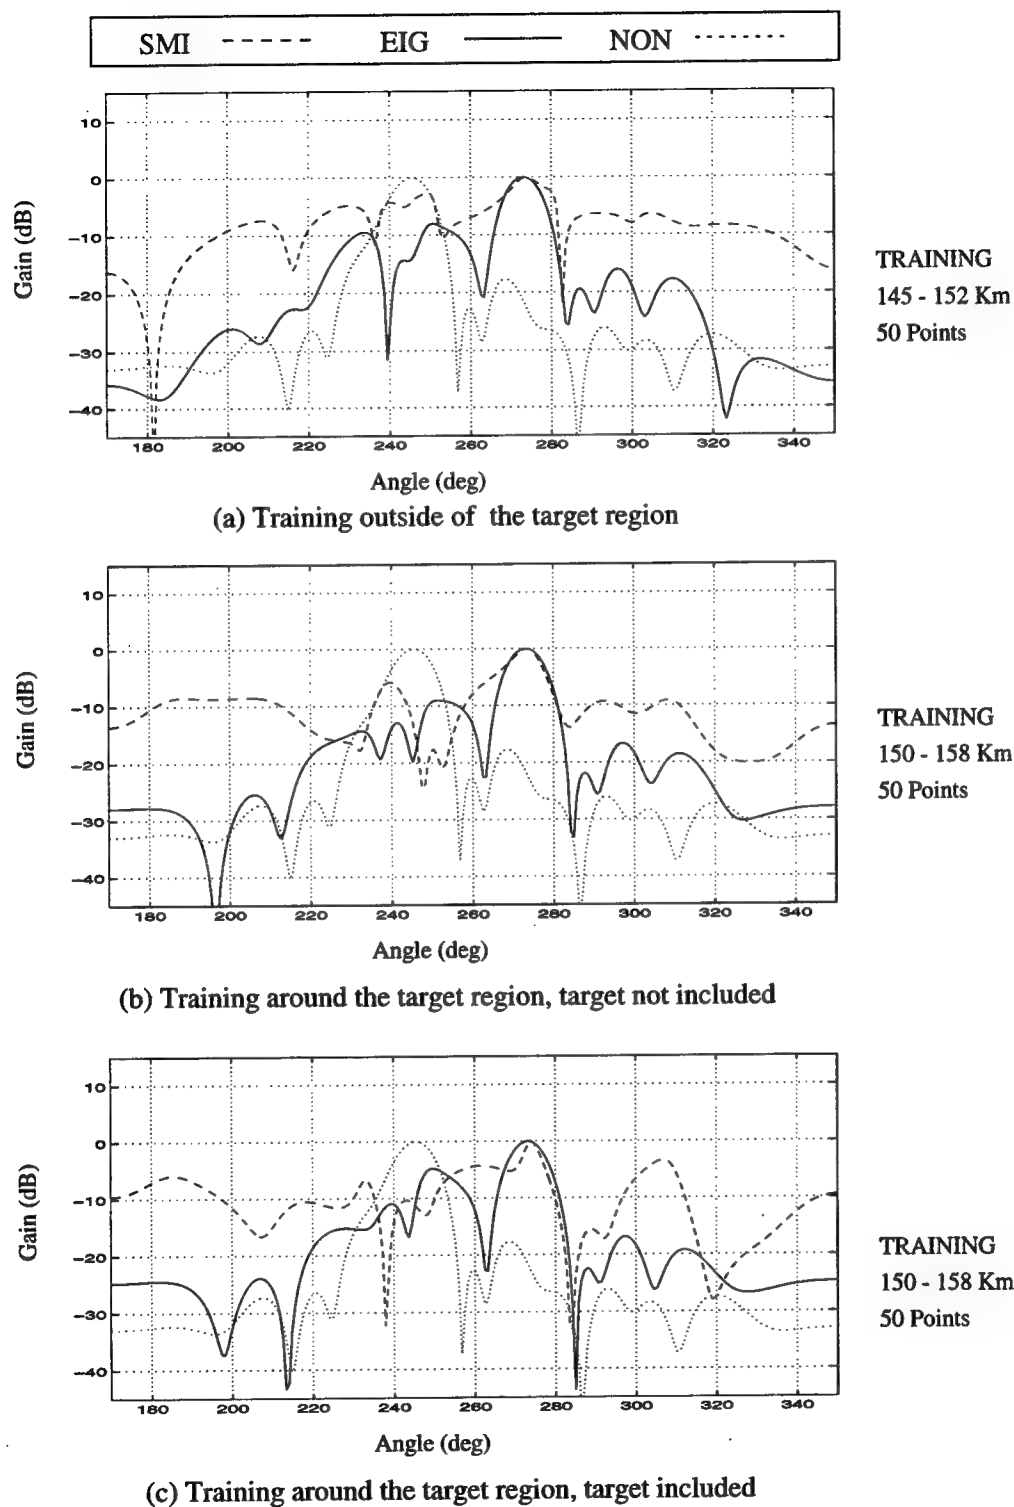 SMI EIG NON
10
0
-10
-20
-30
-40
Gain (dB)
180 200 220 240 260 280 300 320 340
Angle (deg)
TRAINING
145 - 152 Km
50 Points
(a) Training outside of the target region
10
0
-10
-20
-30
-40
Gain (dB)
180 200 220 240 260 280 300 320 340
Angle (deg)
TRAINING
150 - 158 Km
50 Points
(b) Training around the target region, target not included
10
0
-10
-20
-30
-40
Gain (dB)
180 200 220 240 260 280 300 320 340
Angle (deg)
TRAINING
150 - 158 Km
50 Points
(c) Training around the target region, target included